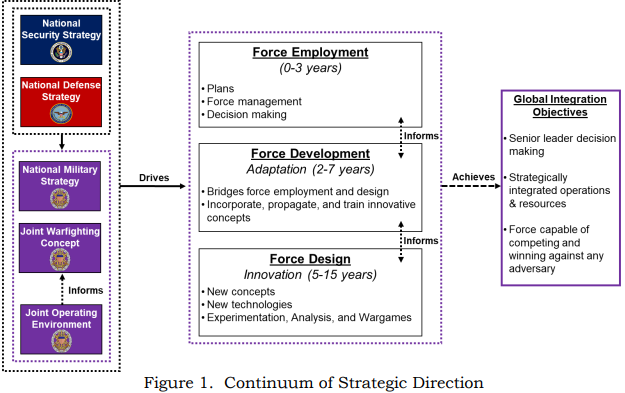 National
Security Strategy
National Defense
Strategy
National Military
Strategy
Joint Warfighting
Concept
Informs
Joint Operating
Environment
Drives
Force Employment
(0-3 years)
• Plans
• Force management
• Decision making
Informs
Force Development
Adaptation (2-7 years)
• Bridges force employment and design
• Incorporate, propagate, and train innovative
concepts
Informs
Force Design
Innovation (5-15 years)
• New concepts
• New technologies
• Experimentation, Analysis, and Wargames
Achieves
Global Integration
Objectives
• Senior leader decision
making
• Strategically
integrated operations
& resources
• Force capable of
competing and
winning against any
adversary
Figure 1. Continuum of Strategic Direction